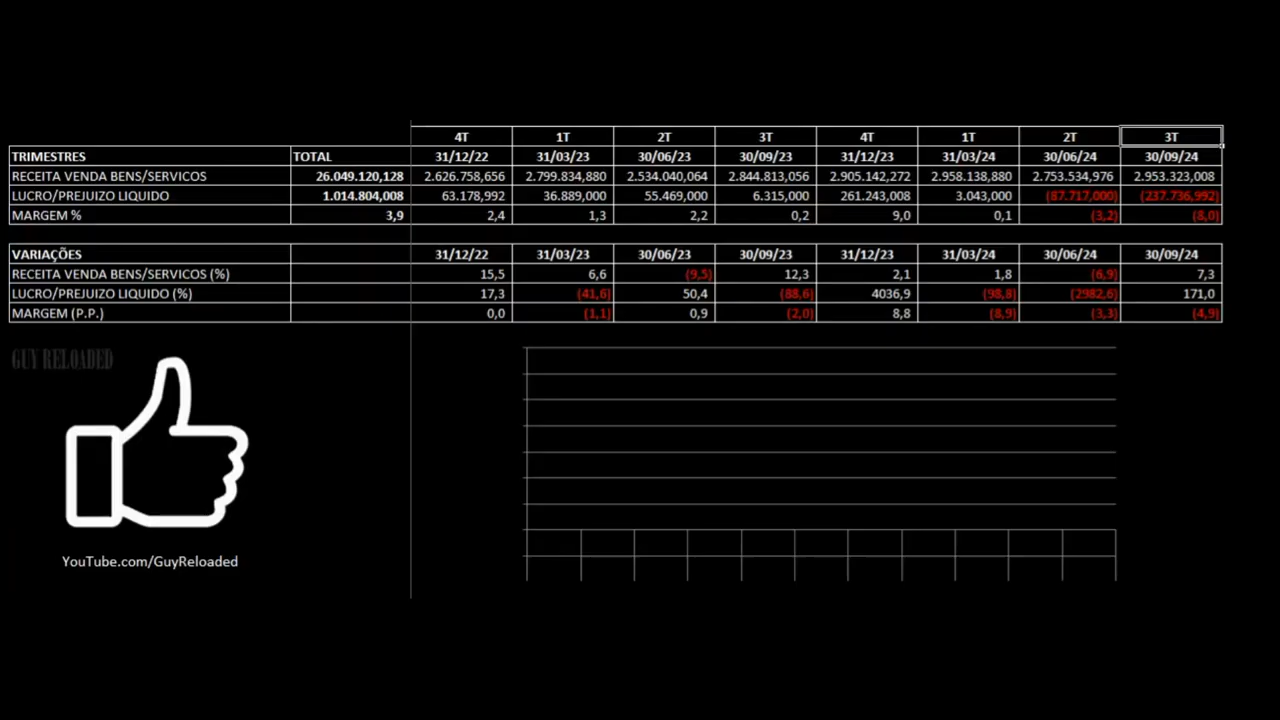 4T 1T 2T 3T 4T 1T 2T 3T
TRIMESTRES TOTAL 31/12/22 31/03/23 30/06/23 30/09/23 31/12/23 31/03/24 30/06/24 30/09/24
RECEITA VENDA BENS/SERVICOS 26.049.120,128 2.626.758,656 2.799.834,880 2.534.040,064 2.844.813,056 2.905.142,272 2.958.138,880 2.753.534,976 2.953.323,008
LUCRO/PREJUIZO LIQUIDO 1.014.804,008 63.178,992 36.889,000 55.469,000 6.315,000 261.243,008 3.043,000 (87.717,000) (237.736,992)
MARGEM % 3,9 2,4 1,3 2,2 0,2 9,0 0,1 (3,2) (8,0)
VARIAÇÕES 31/12/22 31/03/23 30/06/23 30/09/23 31/12/23 31/03/24 30/06/24 30/09/24
RECEITA VENDA BENS/SERVICOS (%) 15,5 6,6 (9,5) 12,3 2,1 1,8 (6,9) 7,3
LUCRO/PREJUIZO LIQUIDO (%) 17,3 (41,6) 50,4 (88,6) 4036,9 (98,8) (2982,6) 171,0
MARGEM (P.P.) 0,0 (1,1) 0,9 (2,0) 8,8 (8,9) (3,3) (4,9)
GUY RELOADED
YouTube.com/GuyReloaded